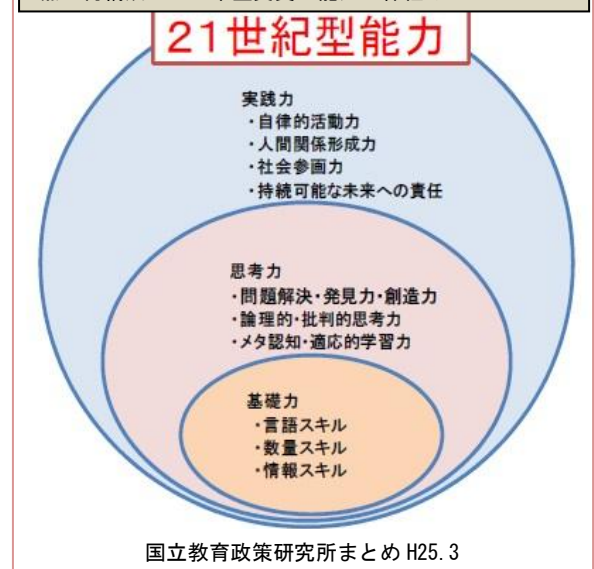 21世紀型能力
実践力
・自律的活動力
・人間関係形成力
・社会参画力
・持続可能な未来への責任
思考力
・問題解決・発見力・創造力
・論理的・批判的思考力
・メタ認知・適応的学習力
基礎力
・言語スキル
・数量スキル
・情報スキル
国立教育政策研究所まとめ H25.3